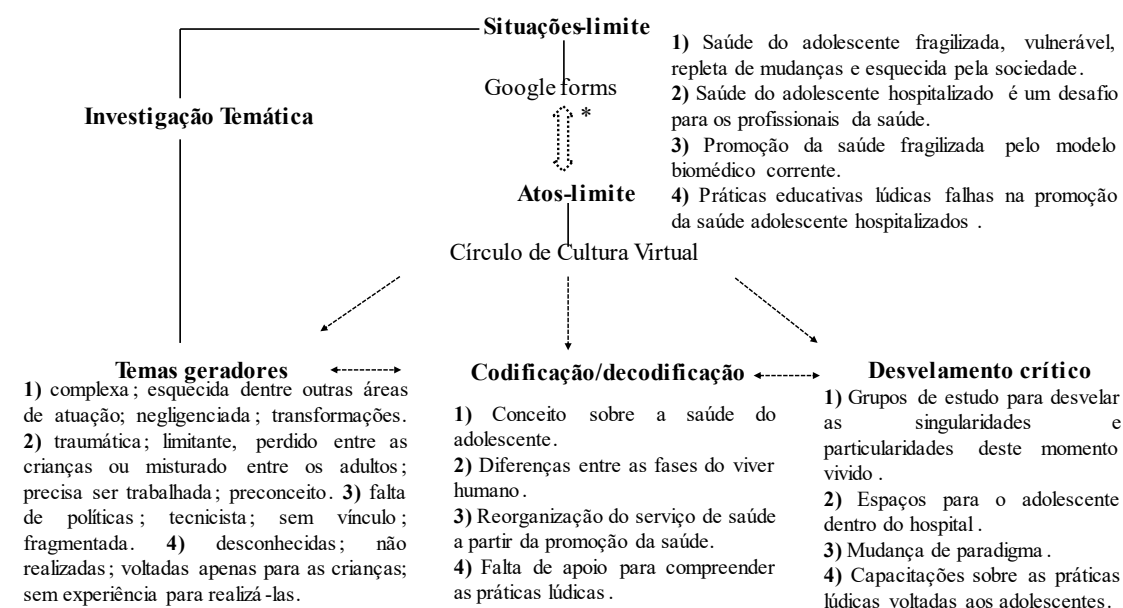 Situações-limite
1) Saúde do adolescente fragilizada, vulnerável,
repleta de mudanças e esquecida pela sociedade.
2) Saúde do adolescente hospitalizado é um desafio
para os profissionais da saúde.
3) Promoção da saúde fragilizada pelo modelo
biomédico corrente.
4) Práticas educativas lúdicas falhas na promoção
da saúde adolescente hospitalizados .
Google forms
*
Investigação Temática
Atos-limite
Círculo de Cultura Virtual
Temas geradores
1) complexa; esquecida dentre outras áreas
de atuação; negligenciada; transformações.
2) traumática; limitante, perdido entre as
crianças ou misturado entre os adultos;
precisa ser trabalhada; preconceito. 3) falta
de políticas; tecnicista; sem vínculo;
fragmentada. 4) desconhecidas; não
realizadas; voltadas apenas para as crianças;
sem experiência para realizá-las.
Codificação/decodificação
1) Conceito sobre a saúde do
adolescente.
2) Diferenças entre as fases do viver
humano.
3) Reorganização do serviço de saúde
a partir da promoção da saúde.
4) Falta de apoio para compreender
as práticas lúdicas.
Desvelamento crítico
1) Grupos de estudo para desvelar
as singularidades e
particularidades deste momento
vivido.
2) Espaços para o adolescente
dentro do hospital.
3) Mudança de paradigma.
4) Capacitações sobre as práticas
lúdicas voltadas aos adolescentes.